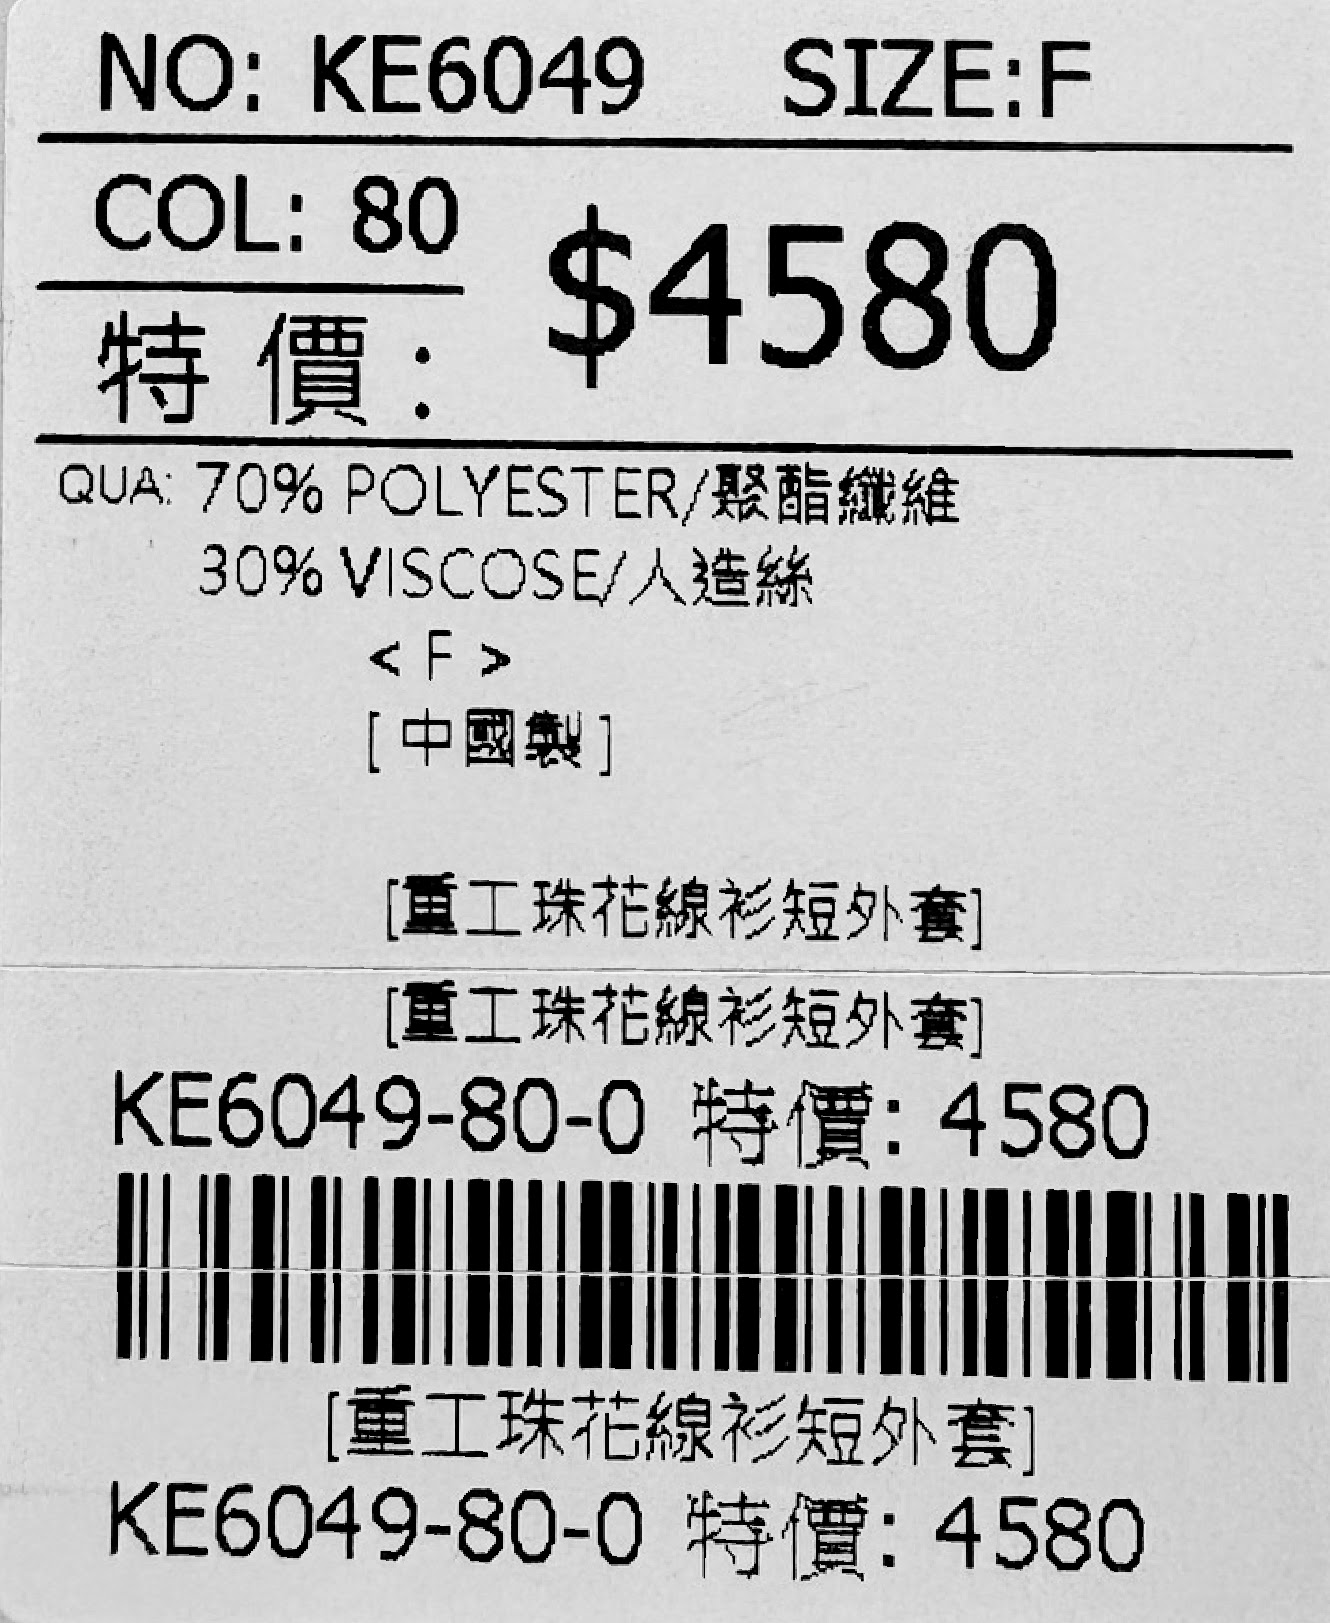 NO: KE6049 SIZE:F
COL: 80
$4580
特價:
QUA: 70% POLYESTER/聚酯纖維
30% VISCOSE/人造絲
< F >
[中國製]
[重工珠花線衫短外套]
[重工珠花線衫短外套]
KE6049-80-0 特價: 4580
[重工珠花線衫短外套]
KE6049-80-0 特價: 4580